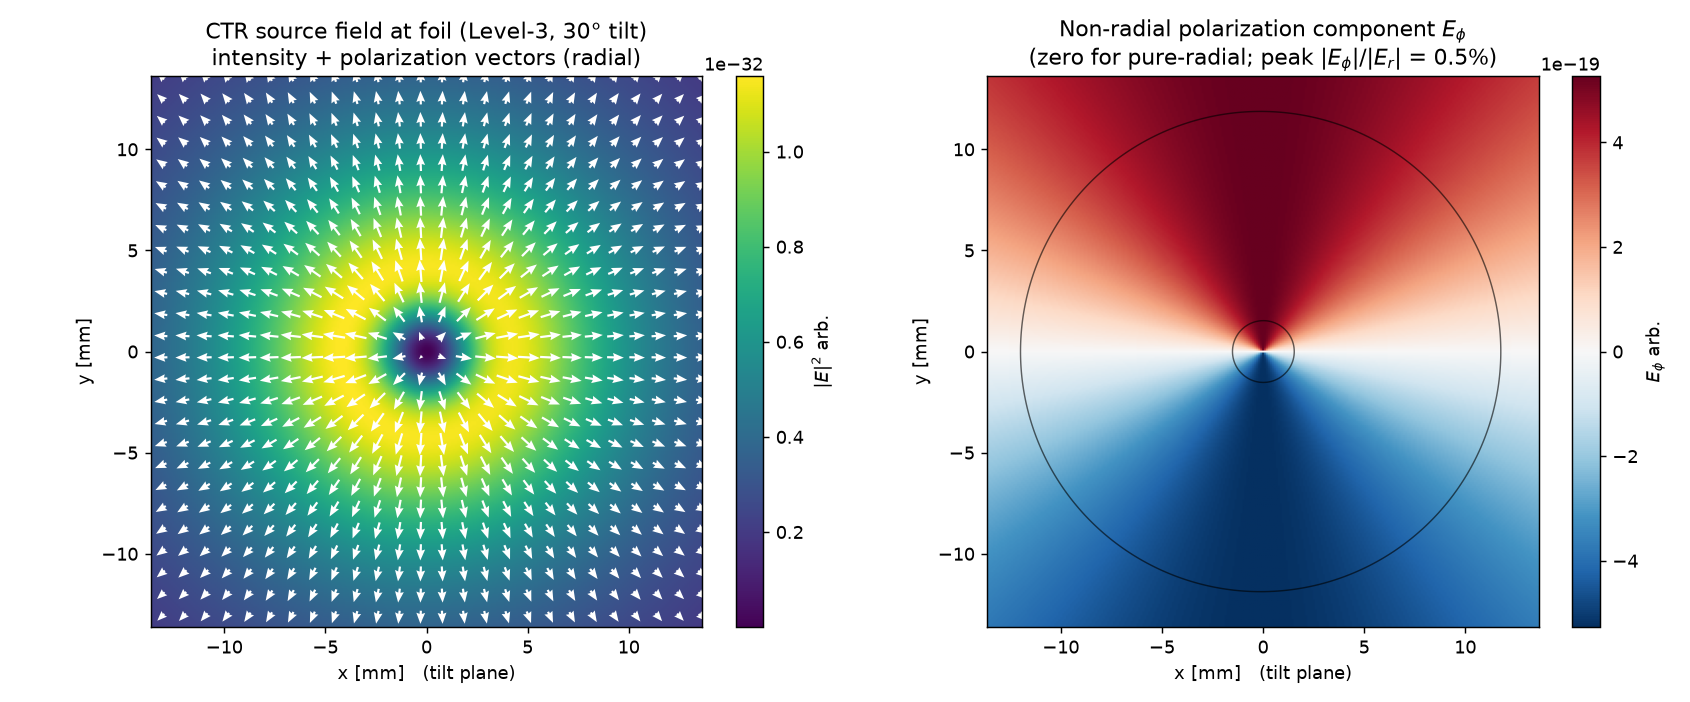 CTR source field at foil (Level-3, 30° tilt)
intensity + polarization vectors (radial)
1e−32
10
5
0
−5
−10
y [mm]
−10 −5 0 5 10
x [mm] (tilt plane)
1.0
0.8
0.6
0.4
0.2
|E|² arb.
Non-radial polarization component E_ϕ
(zero for pure-radial; peak |E_ϕ|/|E_r| = 0.5%)
1e−19
10
5
0
−5
−10
y [mm]
−10 −5 0 5 10
x [mm] (tilt plane)
4
2
0
−2
−4
E_ϕ arb.